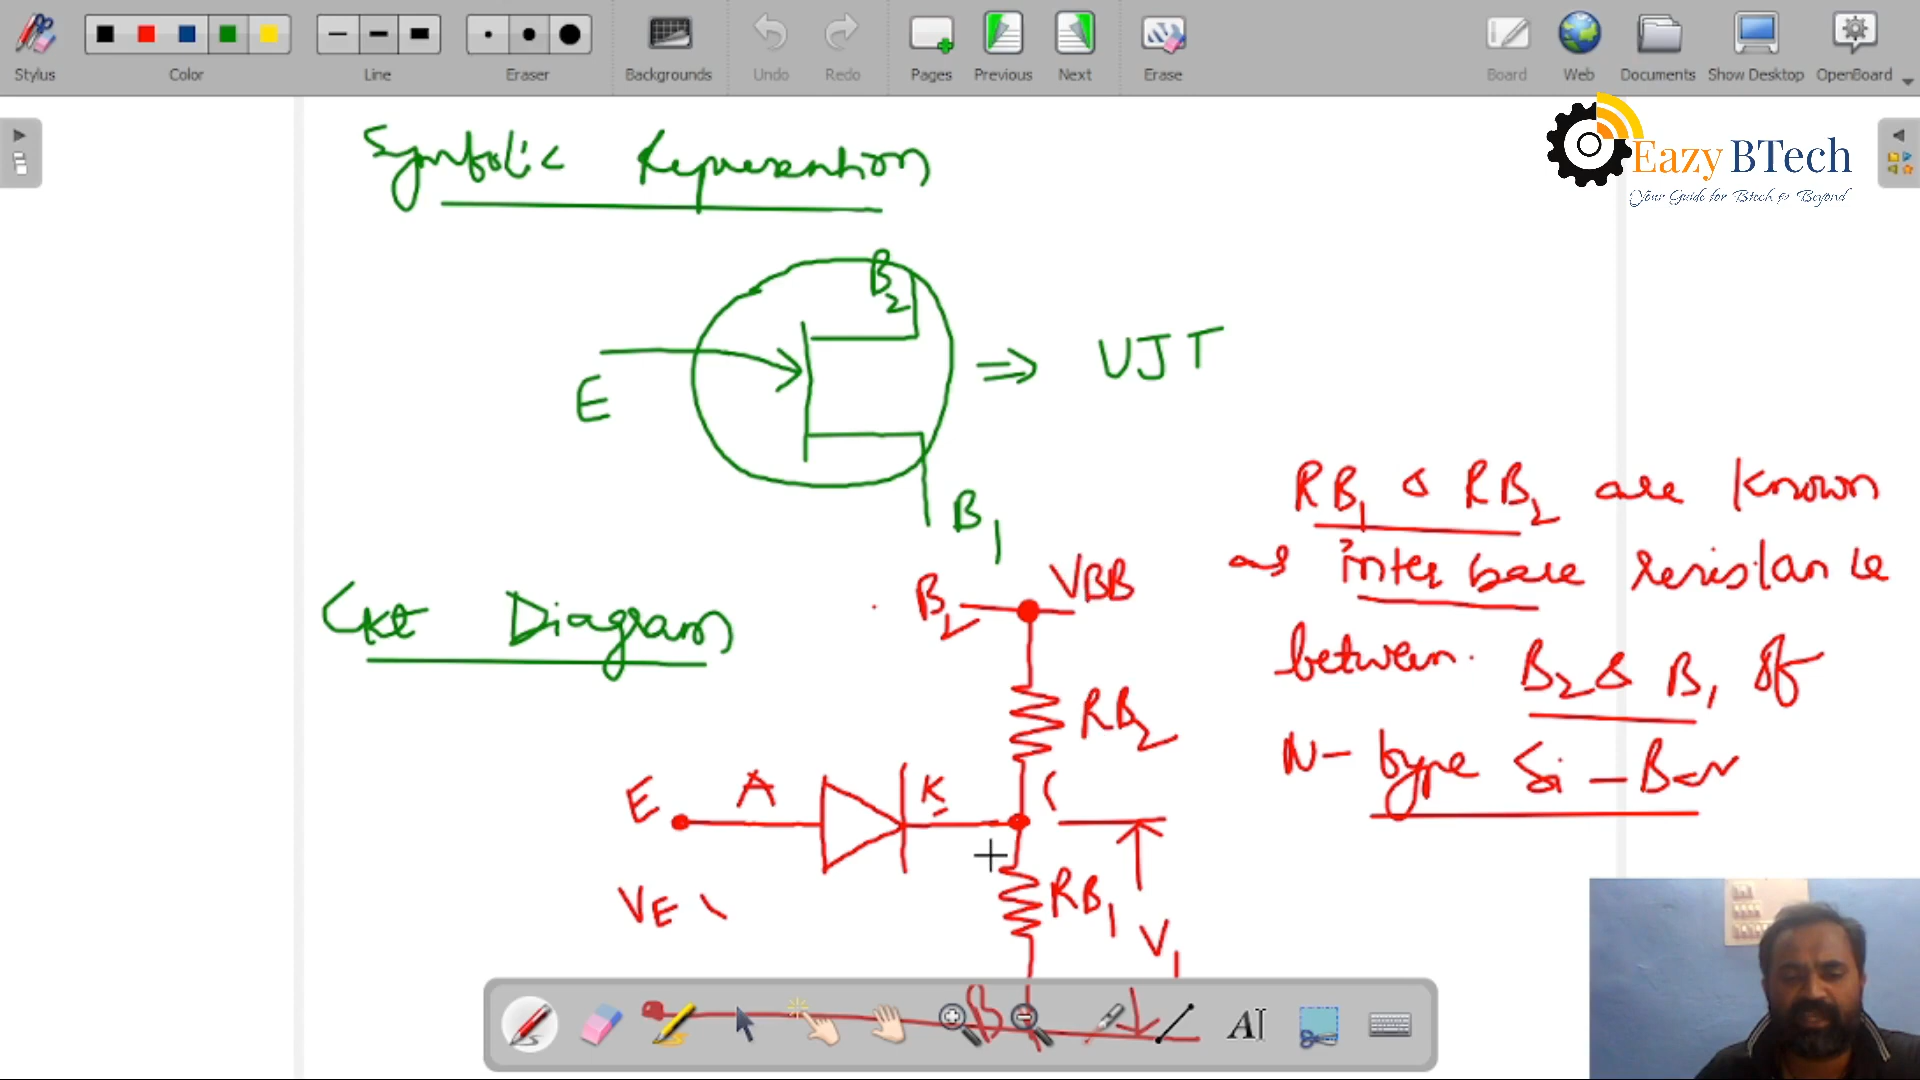 Stylus
Color
Line
Eraser
Backgrounds
Undo
Redo
Pages
Previous
Next
Erase
Board
Web
Documents
Show Desktop
OpenBoard
Eazy BTech
Your Guide for Btech & Beyond
Symbolic
B2
E
⇒ UJT
B1
RB1 & RB2 are known
as inter base resistance
between B2 & B1 of
N-type Si -
Ckt Diagram
B2
VBB
RB2
E A K
RB1
VE
V1
B
AI